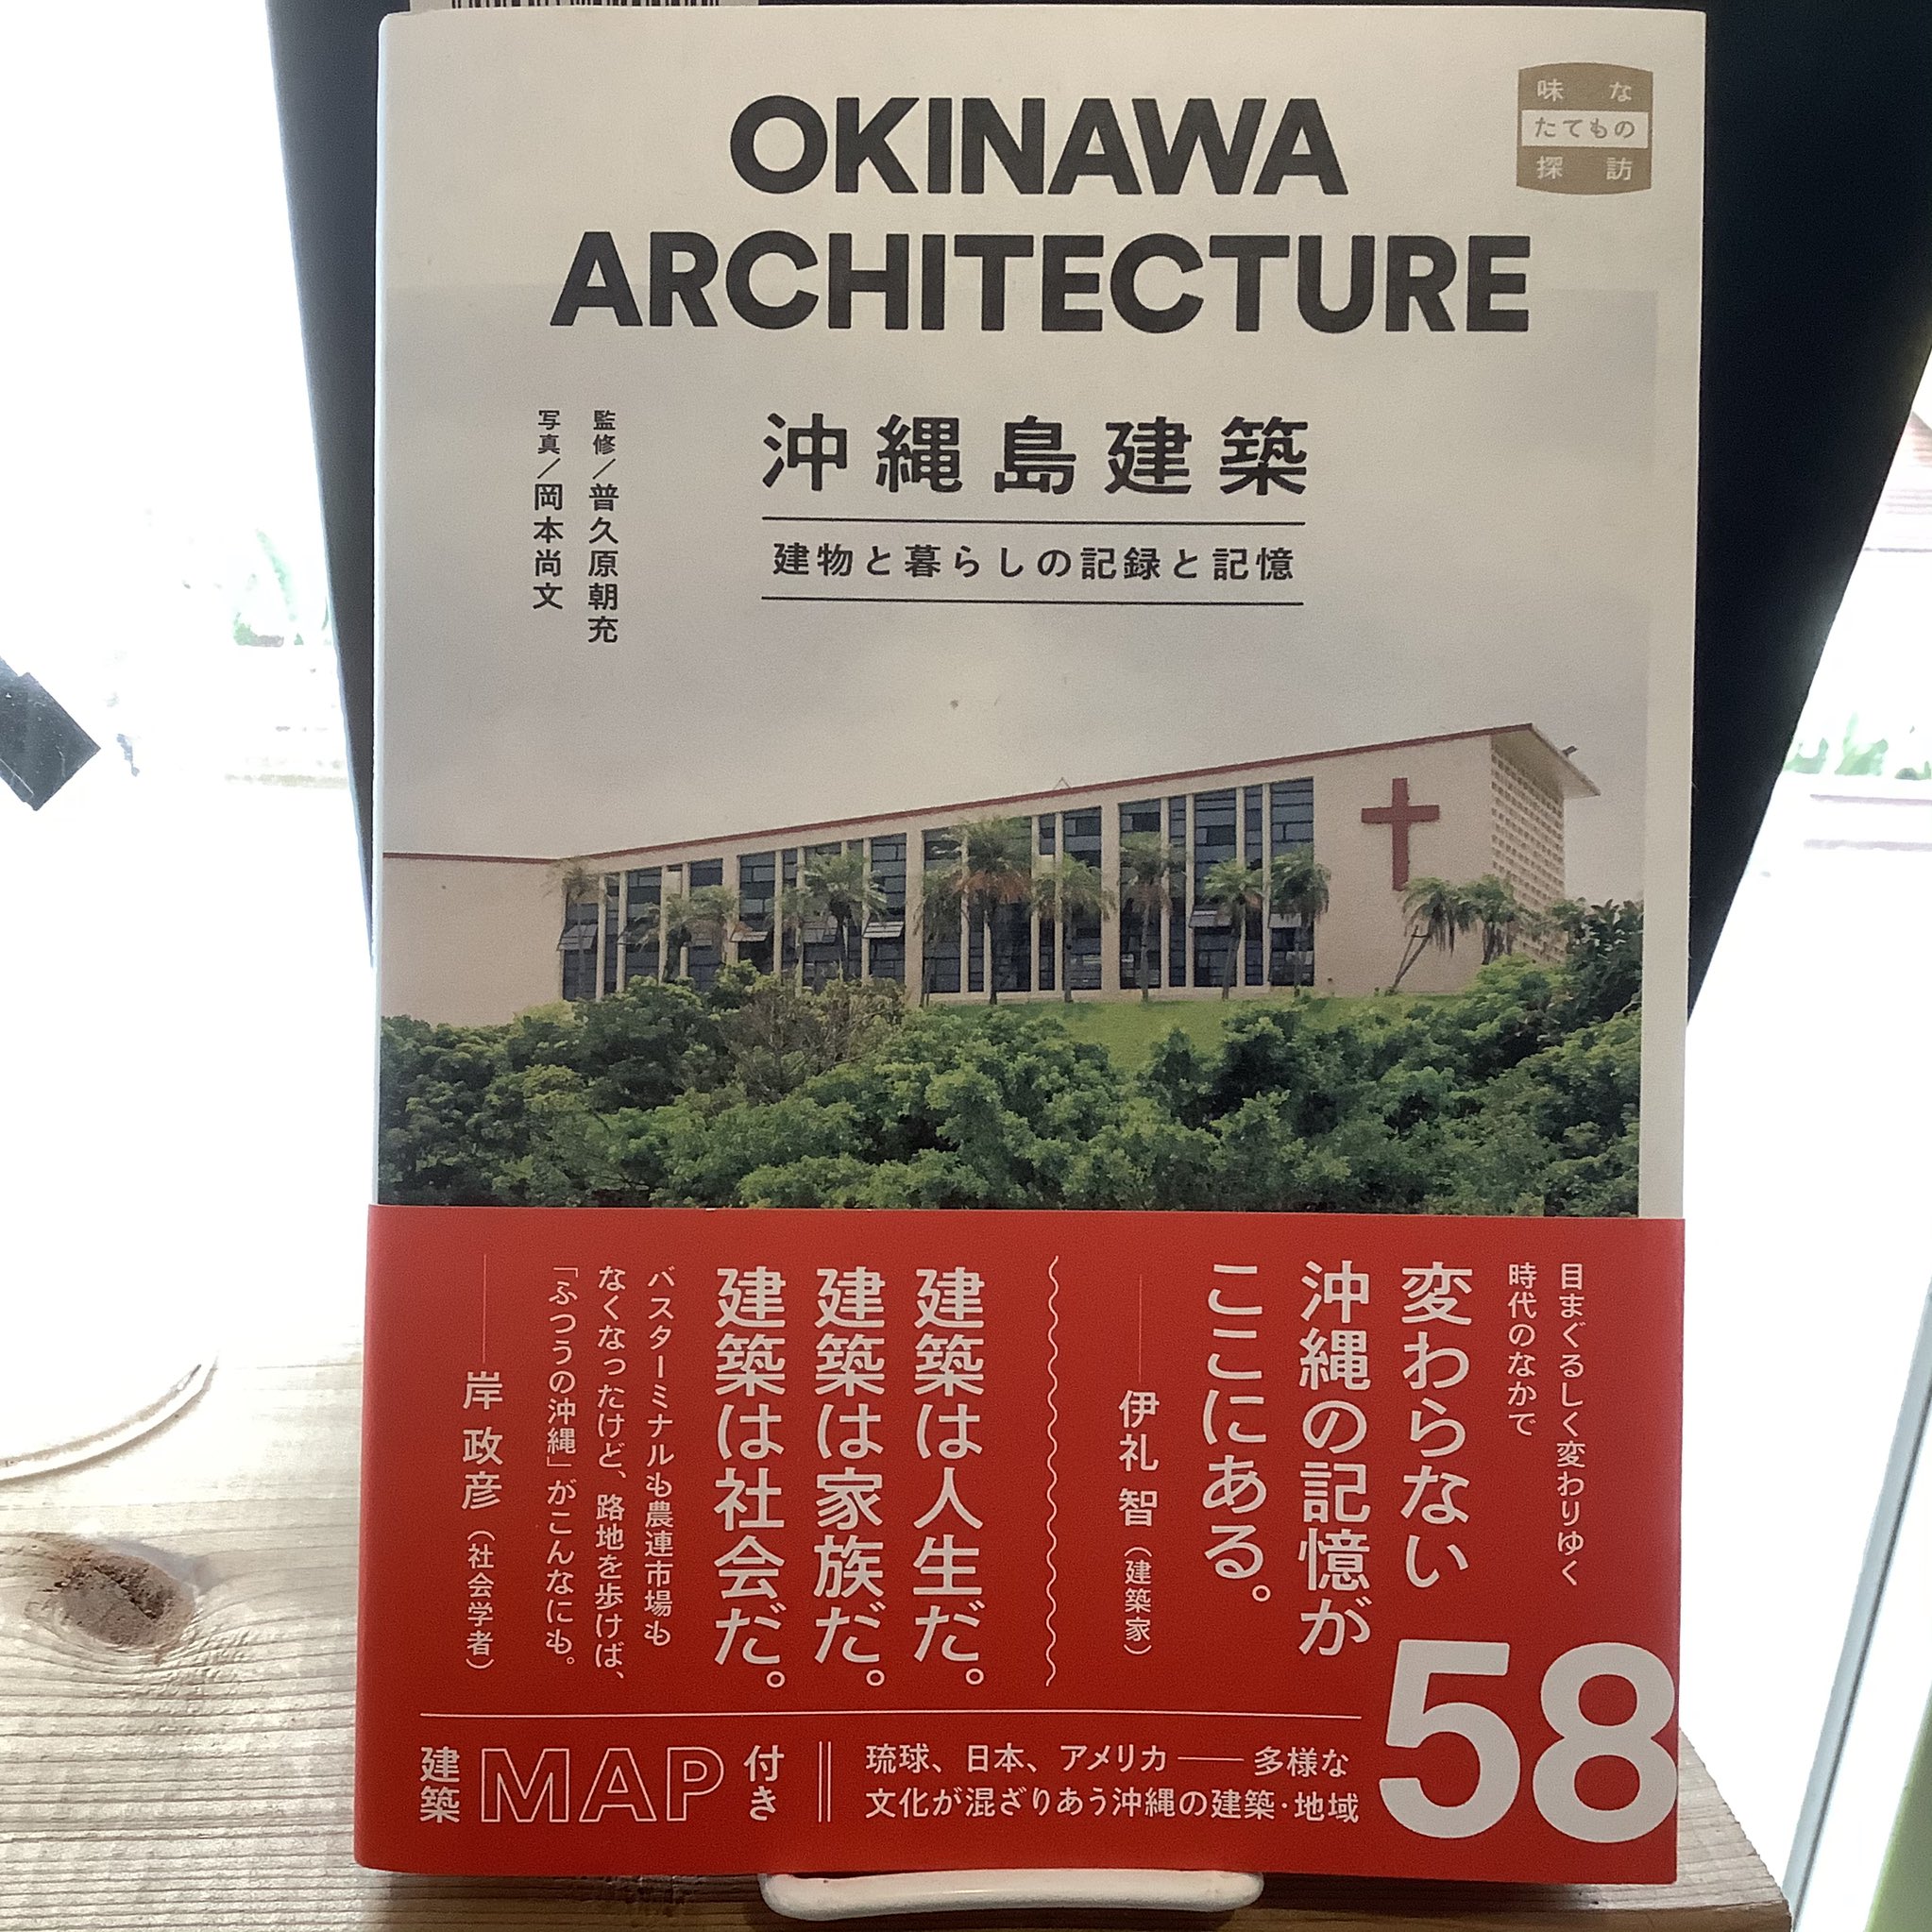 OKINAWA
ARCHITECTURE
味な
たてもの
探訪
沖縄島建築
建物と暮らしの記録と記憶
監修／普久原朝充
写真／岡本尚文
目まぐるしく変わりゆく
時代のなかで
変わらない
沖縄の記憶が
ここにある。
伊礼 智（建築家）
建築は人生だ。
建築は家族だ。
建築は社会だ。
バスターミナルも農連市場も
なくなったけど、路地を歩けば、
「ふつうの沖縄」がこんなにも。
岸 政彦（社会学者）
建築MAP付き
琉球、日本、アメリカ――多様な
文化が混ざりあう沖縄の建築・地域
58